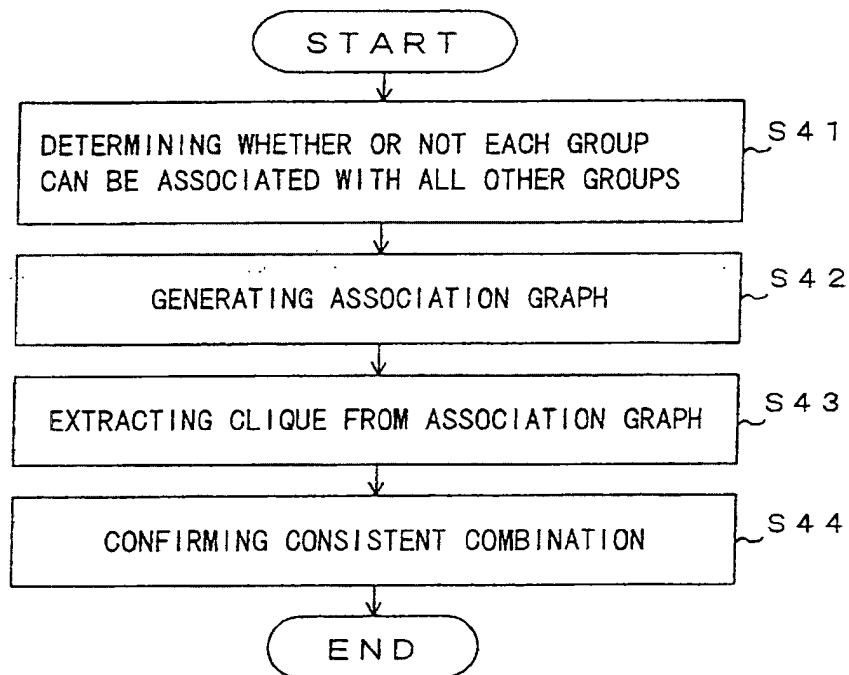 START
DETERMINING WHETHER OR NOT EACH GROUP
CAN BE ASSOCIATED WITH ALL OTHER GROUPS
S41
GENERATING ASSOCIATION GRAPH
S42
EXTRACTING CLIQUE FROM ASSOCIATION GRAPH
S43
CONFIRMING CONSISTENT COMBINATION
S44
END